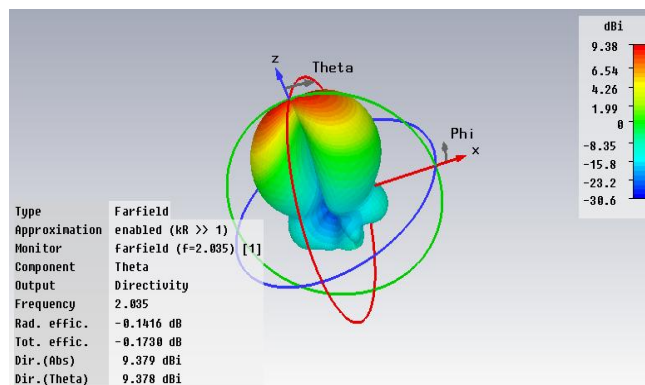 dBi
9.38
6.54
4.26
1.99
0
-8.35
-15.8
-23.2
-30.6
z
Theta
Phi
x
Type Farfield
Approximation enabled (kR >> 1)
Monitor Farfield (f=2.035) [1]
Component Theta
Output Directivity
Frequency 2.035
Rad. effic. -0.1416 dB
Tot. effic. -0.1730 dB
Dir.(Abs) 9.379 dBi
Dir.(Theta) 9.378 dBi